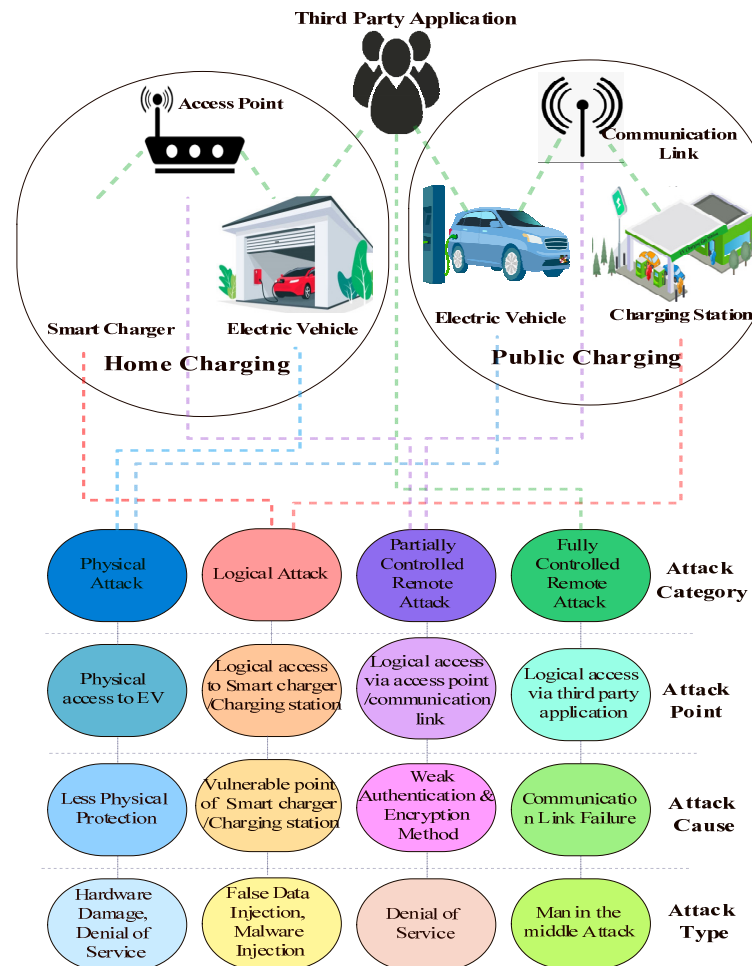 Third Party Application
Access Point
Communication
Link
Smart Charger
Electric Vehicle
Electric Vehicle
Charging Station
Home Charging
Public Charging
Physical
Attack
Logical Attack
Partially
Controlled
Remote
Attack
Fully
Controlled
Remote
Attack
Attack
Category
Physical
access to EV
Logical access
to Smart charger
/Charging station
Logical access
via access point
/communication
link
Logical access
via third party
application
Attack
Point
Less Physical
Protection
Vulnerable point
of Smart charger
/Charging station
Weak
Authentication &
Encryption
Method
Communicatio
n Link Failure
Attack
Cause
Hardware
Damage,
Denial of
Service
False Data
Injection,
Malware
Injection
Denial of
Service
Man in the
middle Attack
Attack
Type